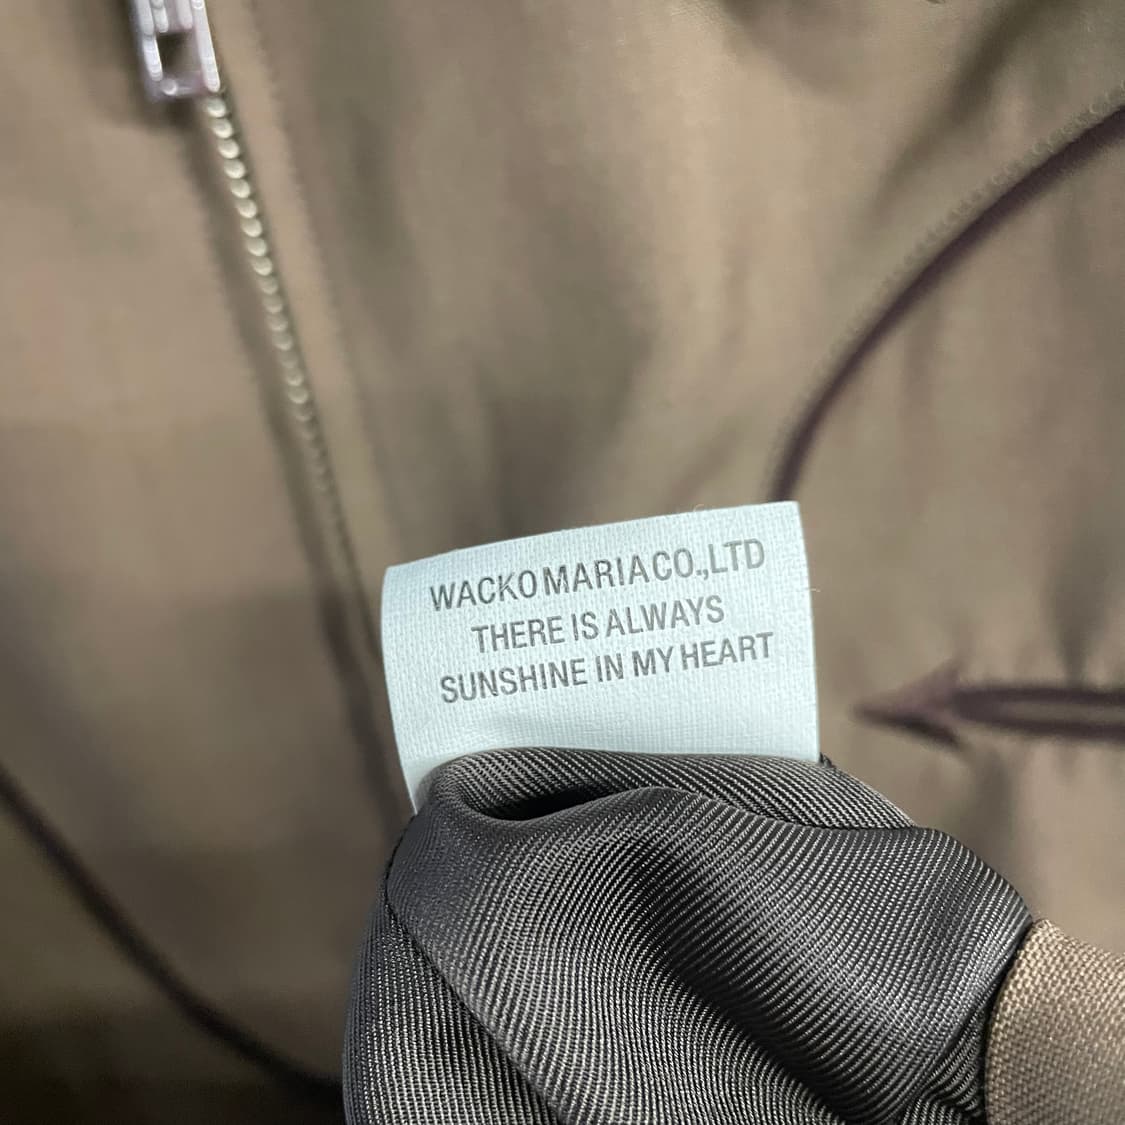 WACKO MARIA CO.,LTD
THERE IS ALWAYS
SUNSHINE IN MY HEART